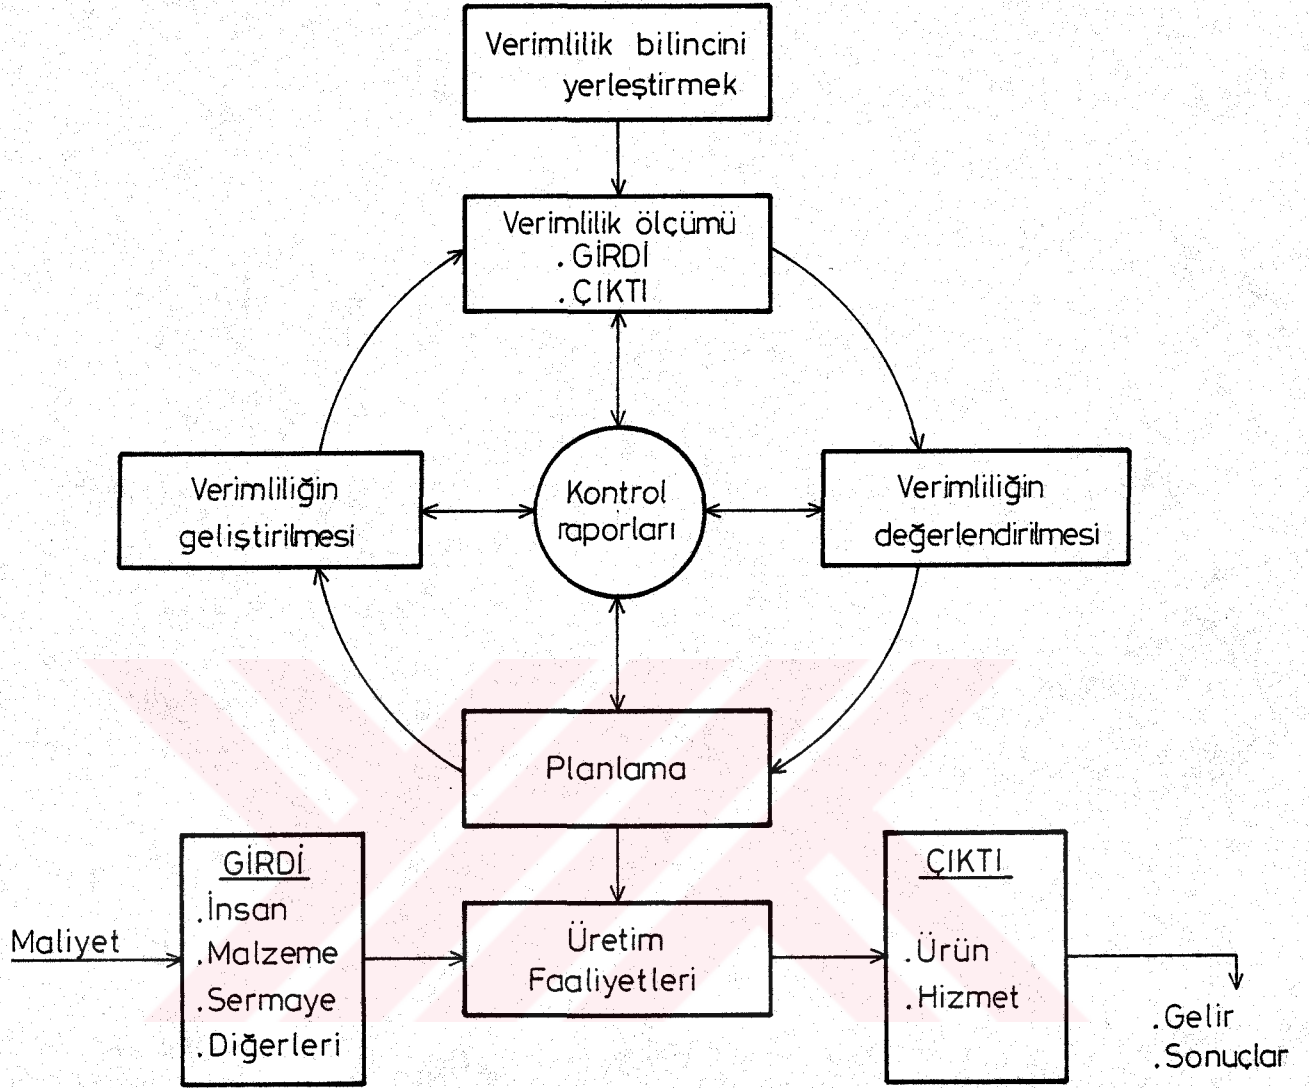 Verimlilik bilincini
yerleştirmek
Verimlilik ölçümü
. GİRDİ
. ÇIKTI
Verimliliğin
geliştirilmesi
Kontrol
raporları
Verimliliğin
değerlendirilmesi
Planlama
Maliyet
GİRDİ
.İnsan
.Malzeme
.Sermaye
.Diğerleri
Üretim
Faaliyetleri
ÇIKTI
.Ürün
.Hizmet
.Gelir
.Sonuçlar